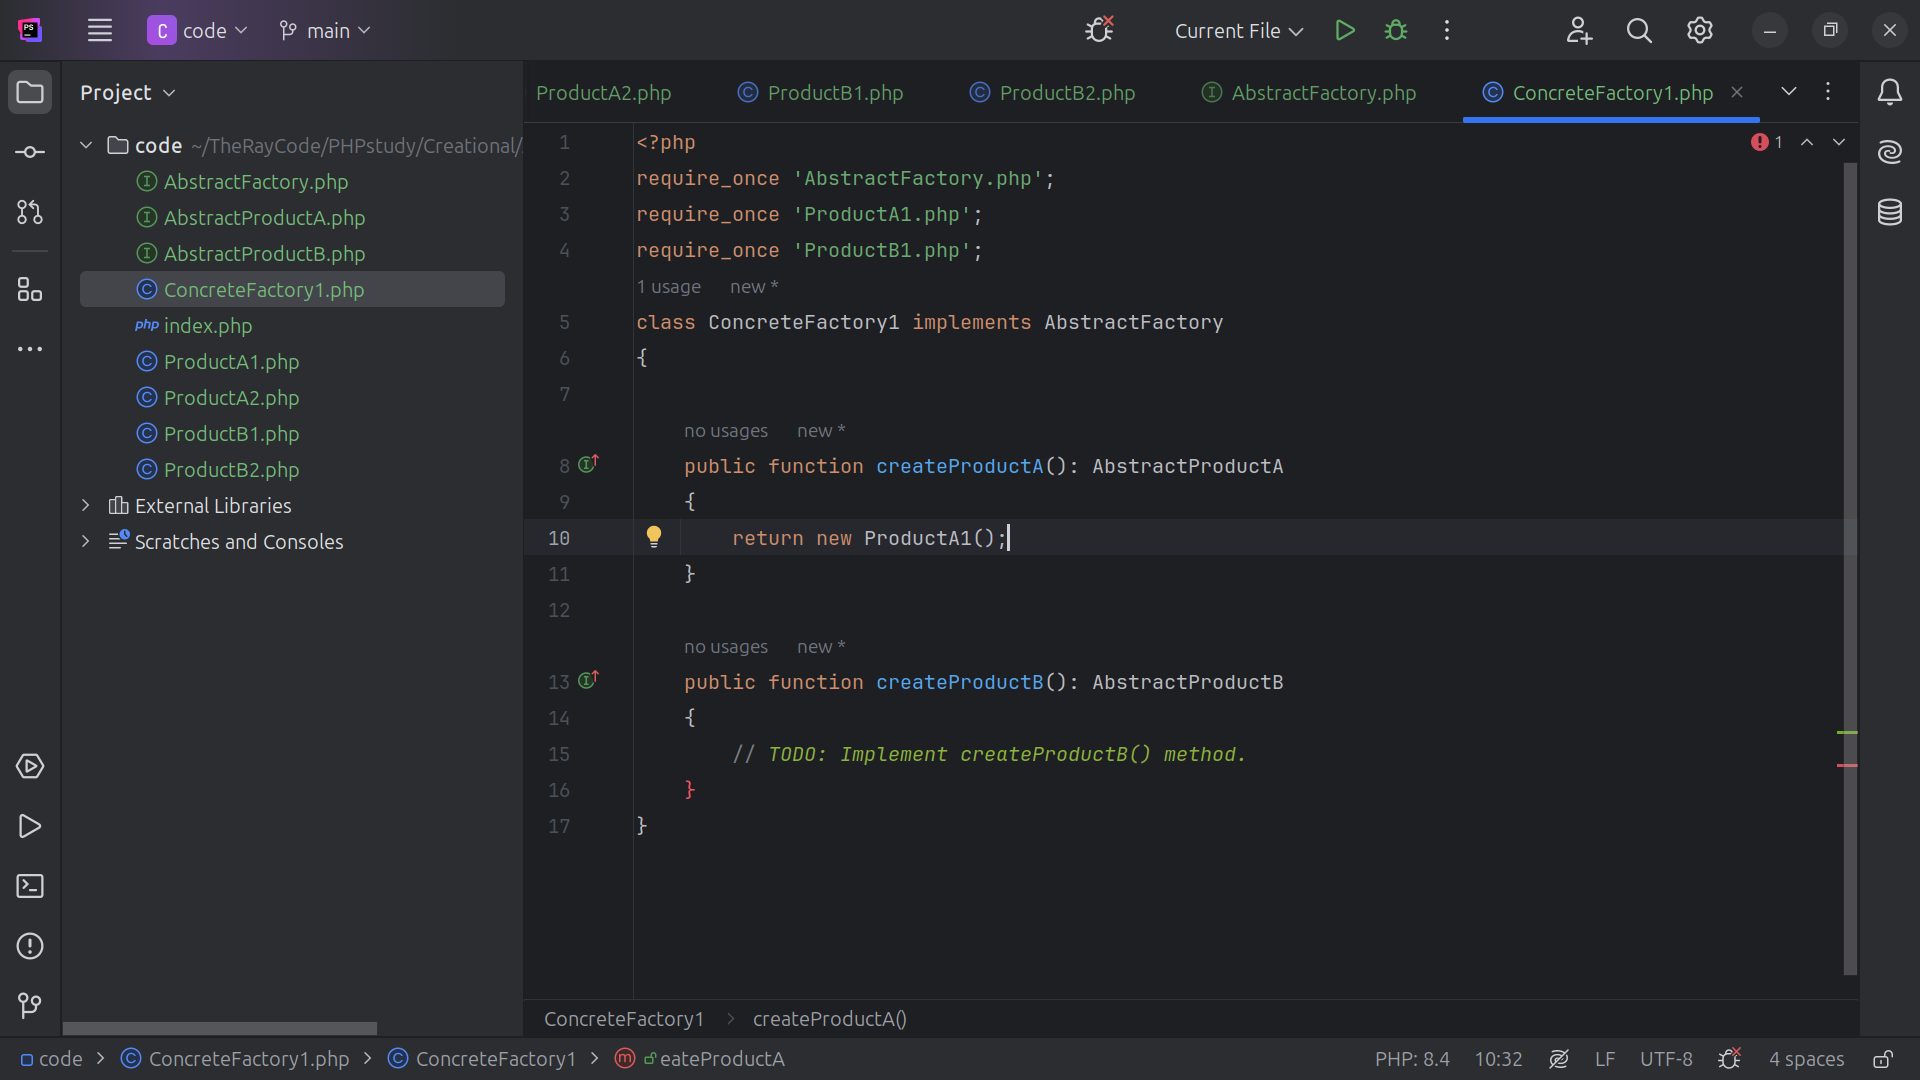 PS
C code main
Current File
Project
ProductA2.php ProductB1.php ProductB2.php AbstractFactory.php ConcreteFactory1.php
code ~/TheRayCode/PHPstudy/Creational/
AbstractFactory.php
AbstractProductA.php
AbstractProductB.php
ConcreteFactory1.php
php index.php
ProductA1.php
ProductA2.php
ProductB1.php
ProductB2.php
External Libraries
Scratches and Consoles
1 <?php
1
2 require_once 'AbstractFactory.php';
3 require_once 'ProductA1.php';
4 require_once 'ProductB1.php';
1 usage new *
5 class ConcreteFactory1 implements AbstractFactory
6 {
7
no usages new *
8 public function createProductA(): AbstractProductA
9 {
10 return new ProductA1();
11 }
12
no usages new *
13 public function createProductB(): AbstractProductB
14 {
15 // TODO: Implement createProductB() method.
16 }
17 }
ConcreteFactory1 createProductA()
code ConcreteFactory1.php ConcreteFactory1 m eateProductA
PHP: 8.4 10:32 LF UTF-8 4 spaces